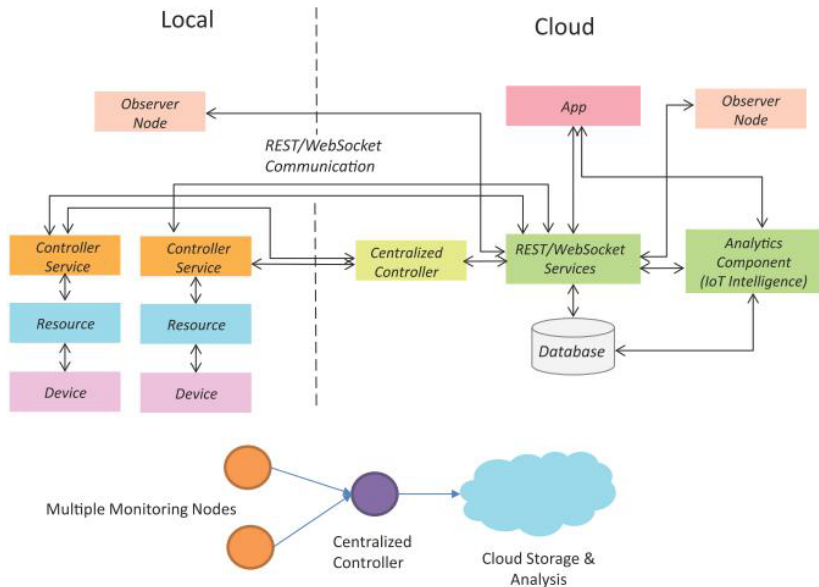 Local
Cloud
Observer
Node
App
Observer
Node
REST/WebSocket
Communication
Controller
Service
Controller
Service
Centralized
Controller
REST/WebSocket
Services
Analytics
Component
(IoT Intelligence)
Resource
Resource
Database
Device
Device
Multiple Monitoring Nodes
Centralized
Controller
Cloud Storage &
Analysis